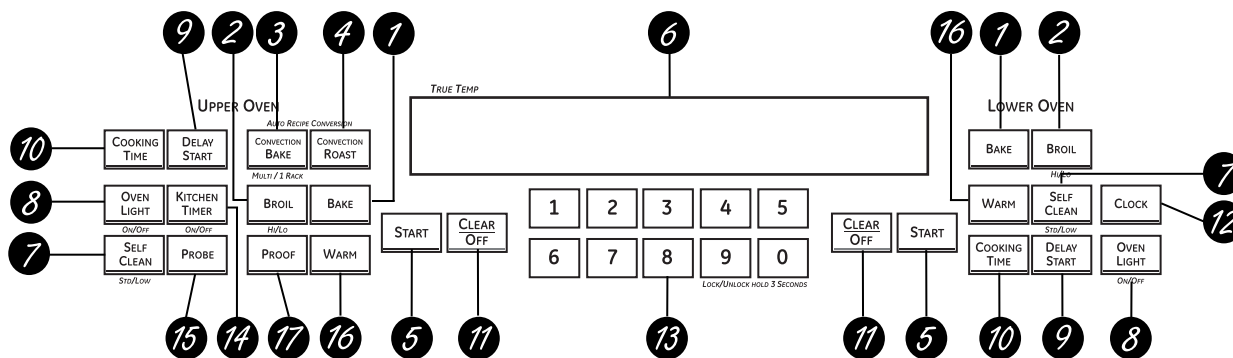 9 2 3 4 1 6 16 1 2
TRUE TEMP
UPPER OVEN LOWER OVEN
AUTO RECIPE CONVERSION
10 COOKING TIME DELAY START CONVECTION BAKE CONVECTION ROAST BAKE BROIL
MULTI / 1 RACK HI/LO 7
8 OVEN LIGHT KITCHEN TIMER BROIL BAKE 1 2 3 4 5 WARM SELF CLEAN CLOCK
ON/OFF ON/OFF HI/LO START CLEAR OFF CLEAR OFF START STD/LOW 12
7 SELF CLEAN PROBE PROOF WARM 6 7 8 9 0 COOKING TIME DELAY START OVEN LIGHT
STD/LOW LOCK/UNLOCK HOLD 3 SECONDS ON/OFF
15 14 17 16 5 11 13 11 5 10 9 8